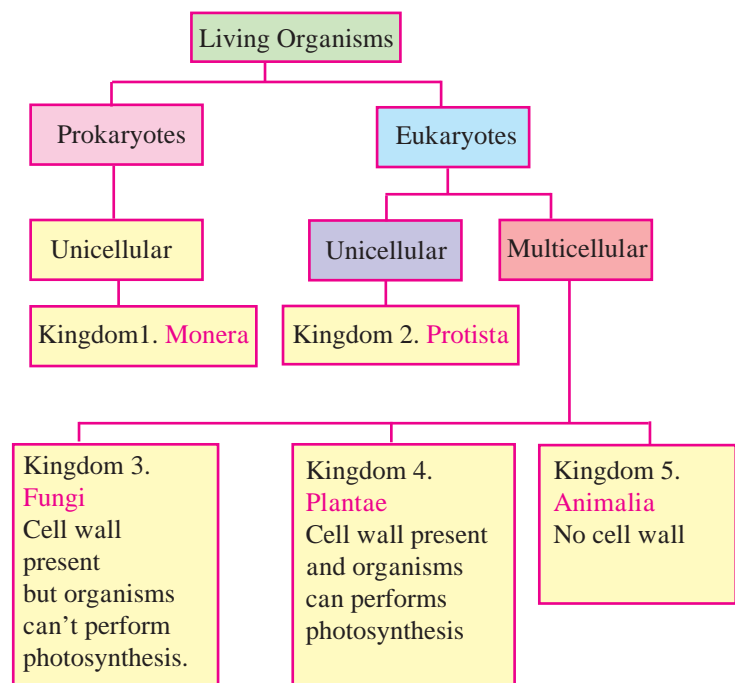 Living Organisms
Prokaryotes
Eukaryotes
Unicellular
Unicellular
Multicellular
Kingdom1. Monera
Kingdom 2. Protista
Kingdom 3.
Fungi
Cell wall
present
but organisms
can't perform
photosynthesis.
Kingdom 4.
Plantae
Cell wall present
and organisms
can performs
photosynthesis
Kingdom 5.
Animalia
No cell wall